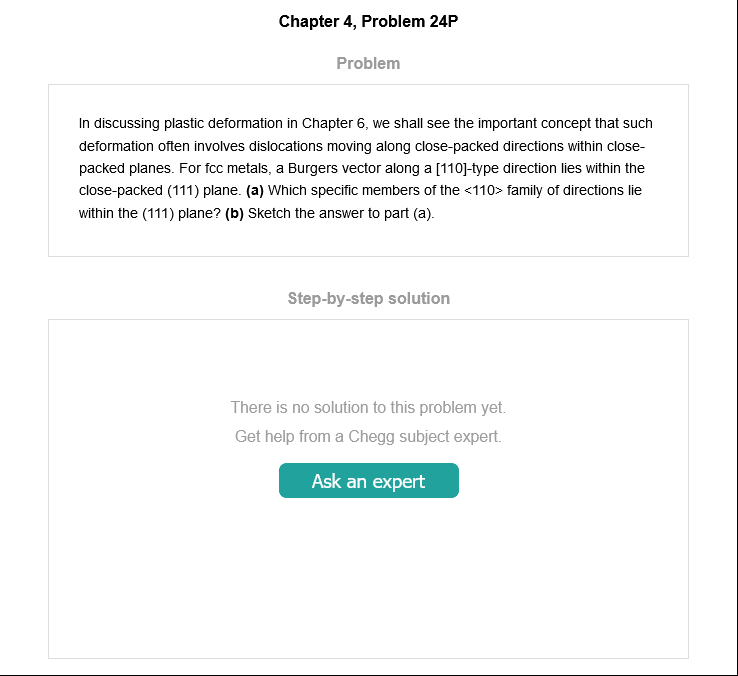 Chapter 4, Problem 24P
Problem
In discussing plastic deformation in Chapter 6, we shall see the important concept that such
deformation often involves dislocations moving along close-packed directions within close-
packed planes. For fcc metals, a Burgers vector along a [110]-type direction lies within the
close-packed (111) plane. (a) Which specific members of the <110> family of directions lie
within the (111) plane? (b) Sketch the answer to part (a).
Step-by-step solution
There is no solution to this problem yet.
Get help from a Chegg subject expert.
Ask an expert